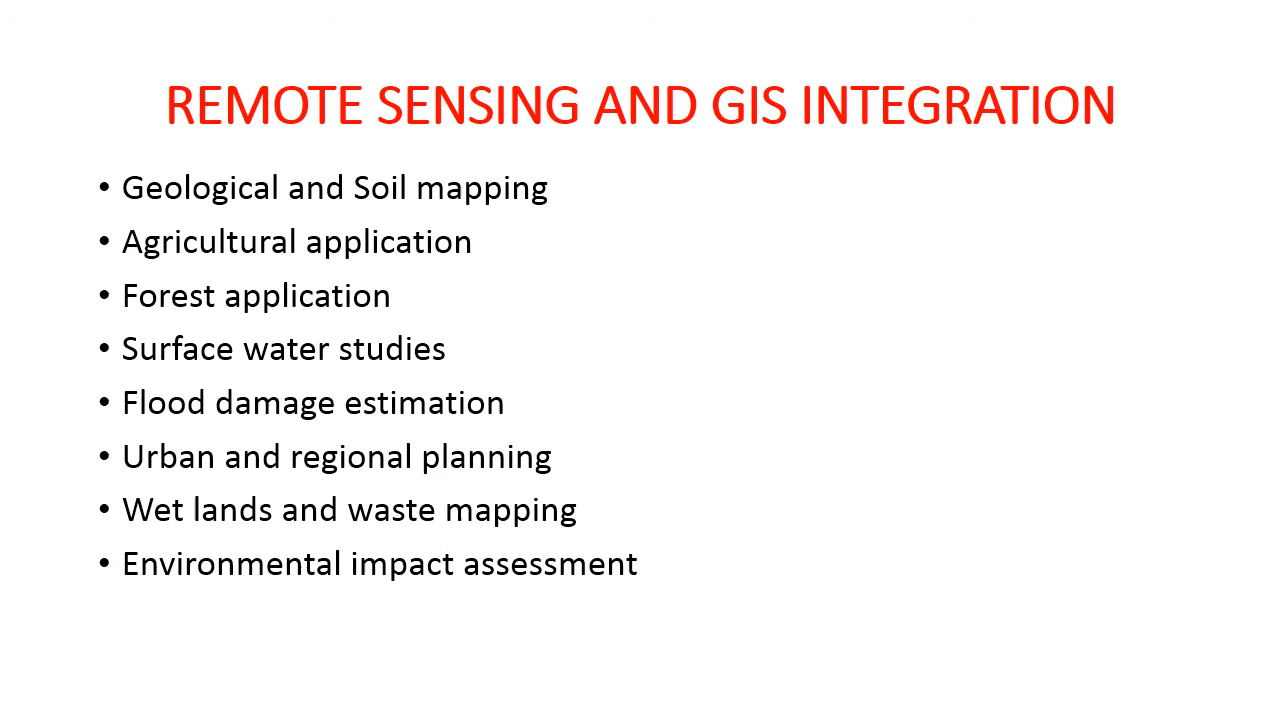 REMOTE SENSING AND GIS INTEGRATION
• Geological and Soil mapping
• Agricultural application
• Forest application
• Surface water studies
• Flood damage estimation
• Urban and regional planning
• Wet lands and waste mapping
• Environmental impact assessment